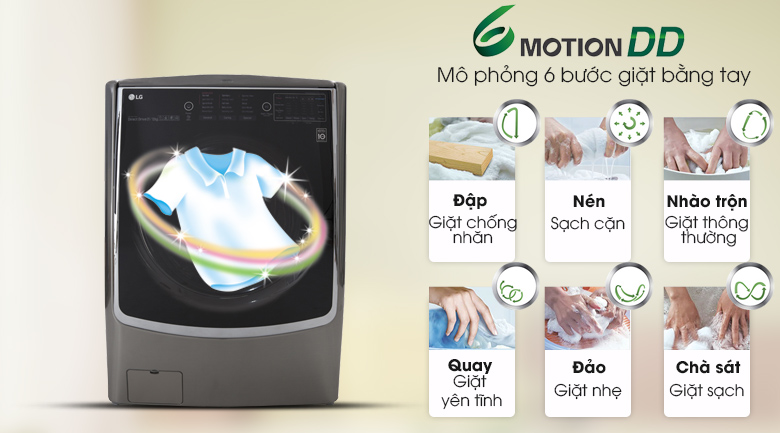 6 MOTION DD
Mô phỏng 6 bước giặt bằng tay
LG
Đập
Giặt chống
nhăn
Nén
Sạch cặn
Nhào trộn
Giặt thông
thường
Quay
Giặt
yên tĩnh
Đảo
Giặt nhẹ
Chà sát
Giặt sạch